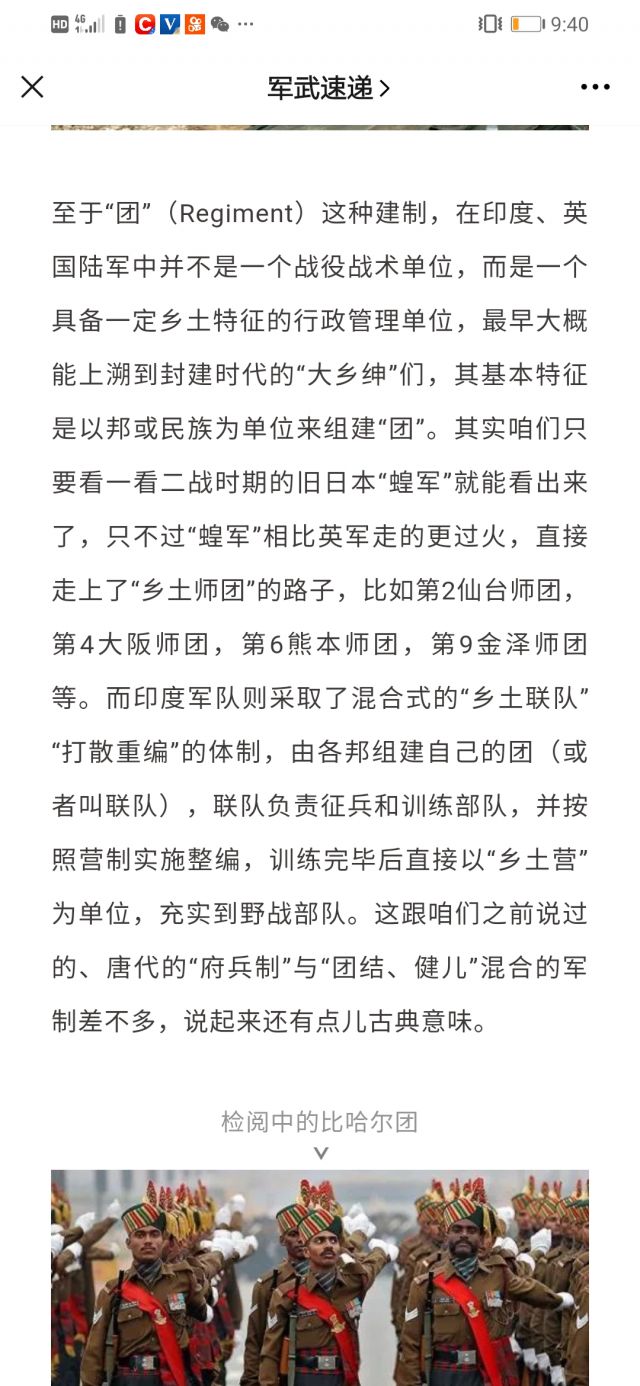 HD 4G 9:40
军武速递
至于“团”（Regiment）这种建制，在印度、英
国陆军中并不是一个战役战术单位，而是一个
具备一定乡土特征的行政管理单位，最早大概
能上溯到封建时代的“大乡绅”们，其基本特征
是以邦或民族为单位来组建“团”。其实咱们只
要看一看二战时期的旧日本“蝗军”就能看出来
了，只不过“蝗军”相比英军走的更过火，直接
走上了“乡土师团”的路子，比如第2仙台师团，
第4大阪师团，第6熊本师团，第9金泽师团
等。而印度军队则采取了混合式的“乡土联队”
“打散重编”的体制，由各邦组建自己的团（或
者叫联队），联队负责征兵和训练部队，并按
照营制实施整编，训练完毕后直接以“乡土营”
为单位，充实到野战部队。这跟咱们之前说过
的、唐代的“府兵制”与“团结、健儿”混合的军
制差不多，说起来还有点儿古典意味。
检阅中的比哈尔团